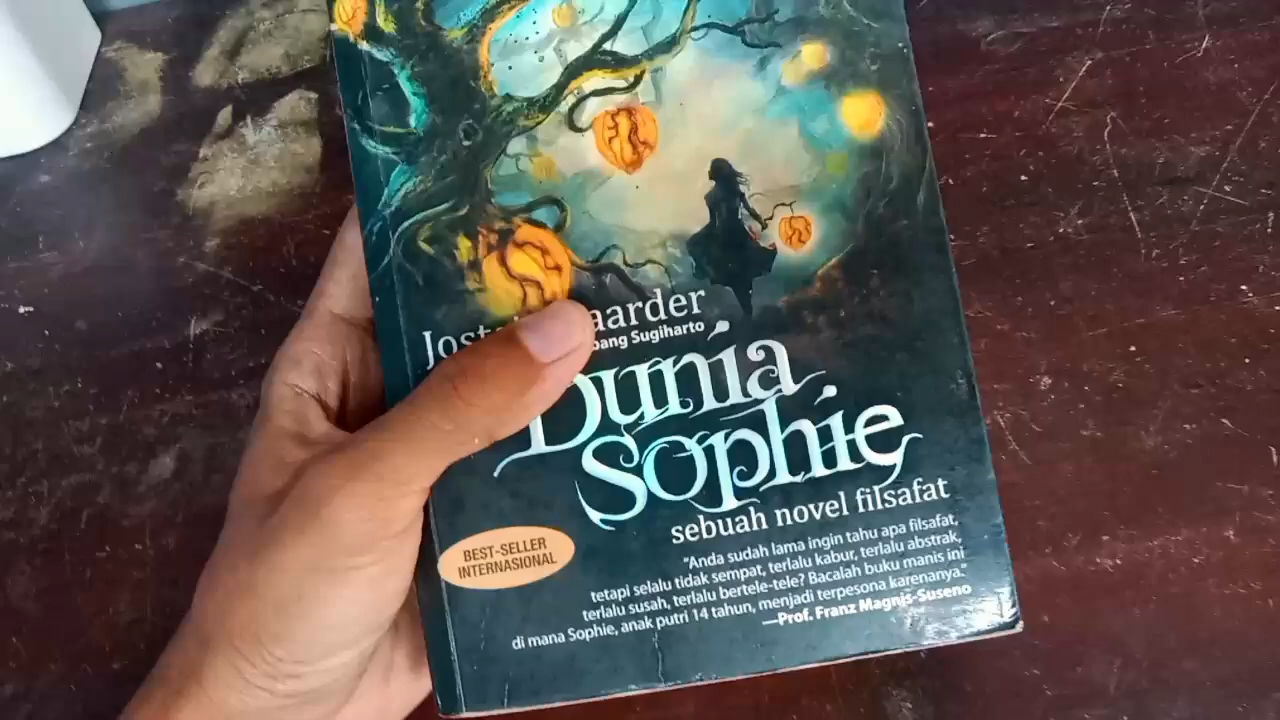 aarder
Sugiharto
Dunia
Sophie
sebuah novel filsafat
BEST-SELLER
INTERNASIONAL
"Anda sudah lama ingin tahu apa filsafat,
tetapi selalu tidak sempat, terlalu kabur, terlalu abstrak,
terlalu susah, terlalu bertele-tele? Bacalah buku manis ini
di mana Sophie, anak putri 14 tahun, menjadi terpesona karenanya."
—Prof. Franz Magnis-Suseno